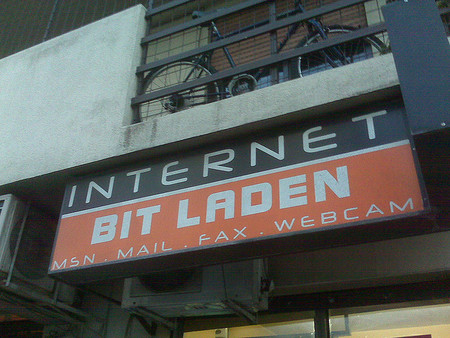 INTERNET
BIT LADEN
MSN . MAIL . FAX . WEBCAM